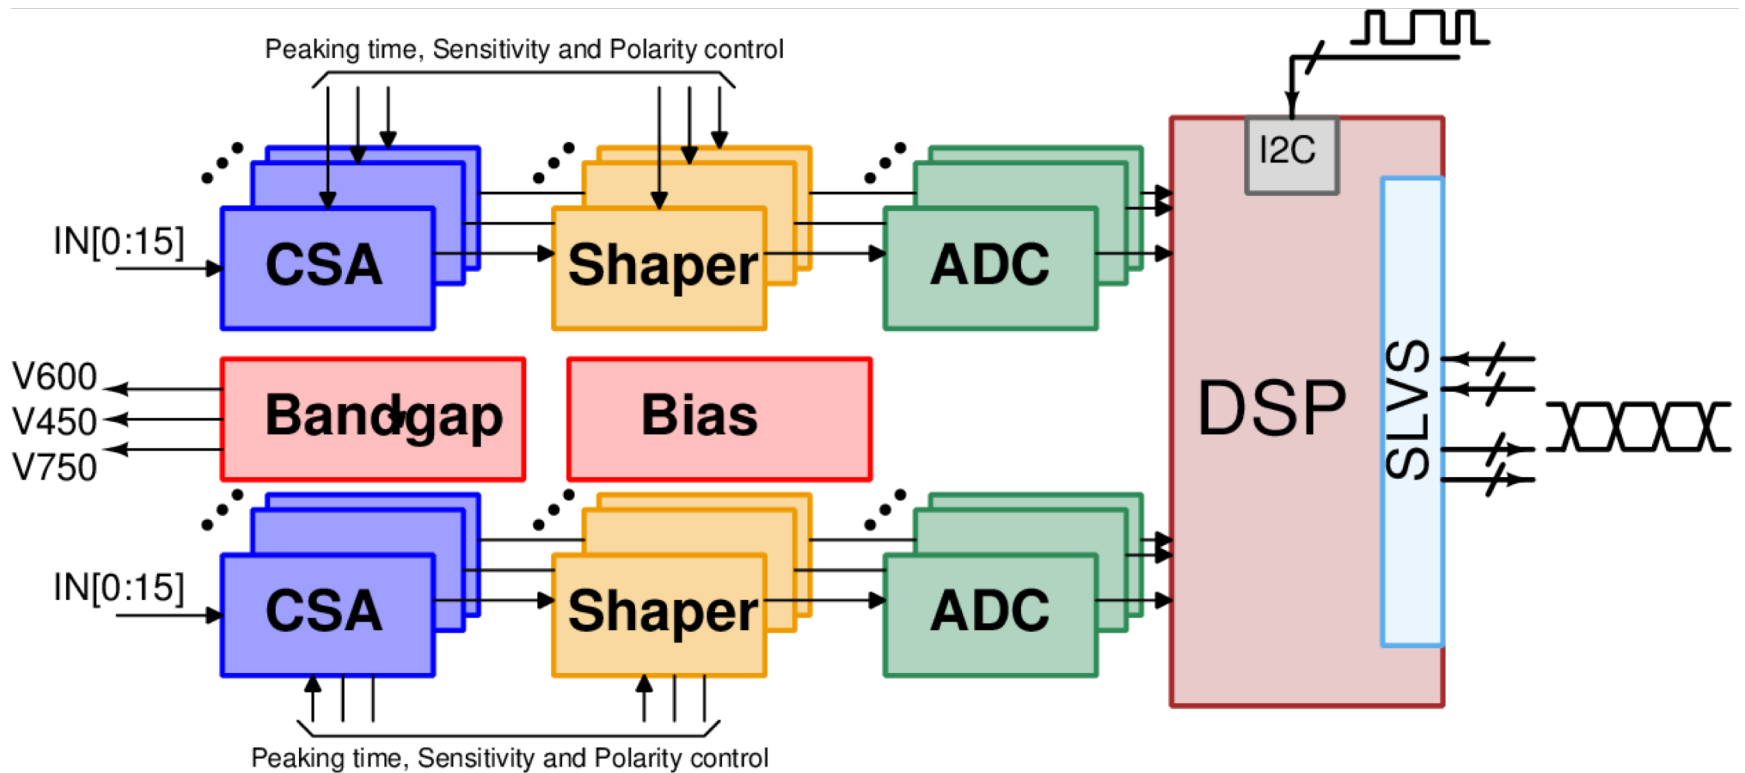 Peaking time, Sensitivity and Polarity control
I2C
IN[0:15]
CSA
Shaper
ADC
V600
V450
V750
Bandgap
Bias
DSP
SLVS
IN[0:15]
CSA
Shaper
ADC
Peaking time, Sensitivity and Polarity control